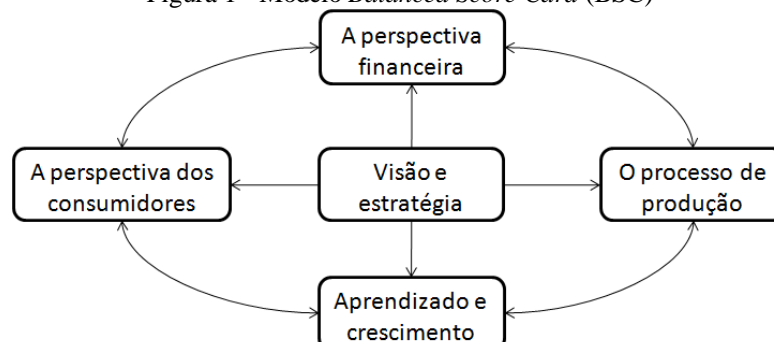 Figura 1 - Modelo Balanced Score Card (BSC)
A perspectiva
financeira
A perspectiva dos
consumidores
Visão e
estratégia
O processo de
produção
Aprendizado e
crescimento